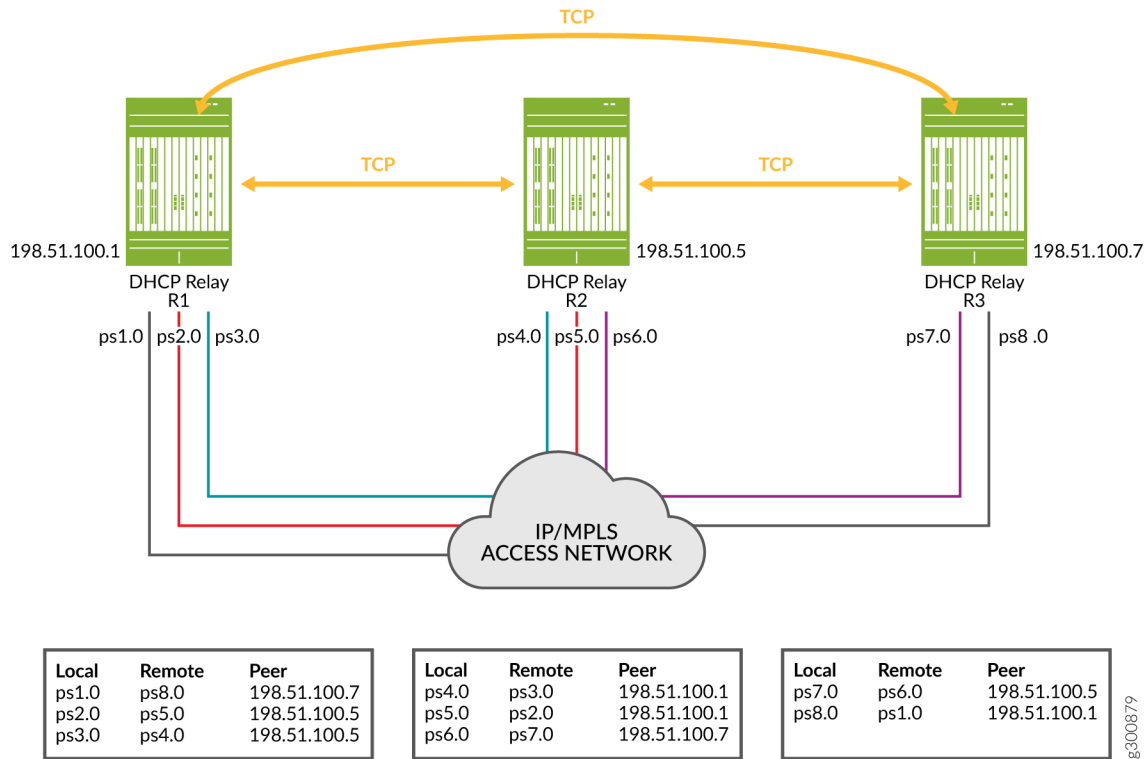 TCP
TCP
TCP
198.51.100.1
198.51.100.5
198.51.100.7
DHCP Relay
R1
DHCP Relay
R2
DHCP Relay
R3
ps1.0 ps2.0 ps3.0
ps4.0 ps5.0 ps6.0
ps7.0 ps8 .0
IP/MPLS
ACCESS NETWORK
Local Remote Peer
ps1.0 ps8.0 198.51.100.7
ps2.0 ps5.0 198.51.100.5
ps3.0 ps4.0 198.51.100.5
Local Remote Peer
ps4.0 ps3.0 198.51.100.1
ps5.0 ps2.0 198.51.100.1
ps6.0 ps7.0 198.51.100.7
Local Remote Peer
ps7.0 ps6.0 198.51.100.5
ps8.0 ps1.0 198.51.100.1
g300879